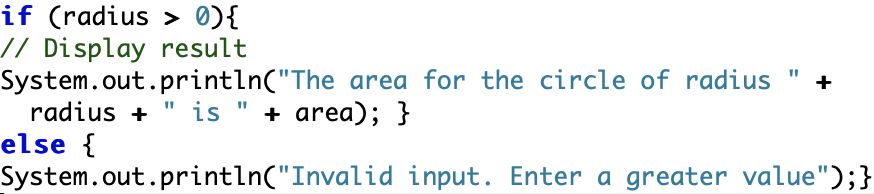 if (radius > 0){
// Display result
System.out.println("The area for the circle of radius " +
  radius + " is " + area); }
else {
System.out.println("Invalid input. Enter a greater value");}